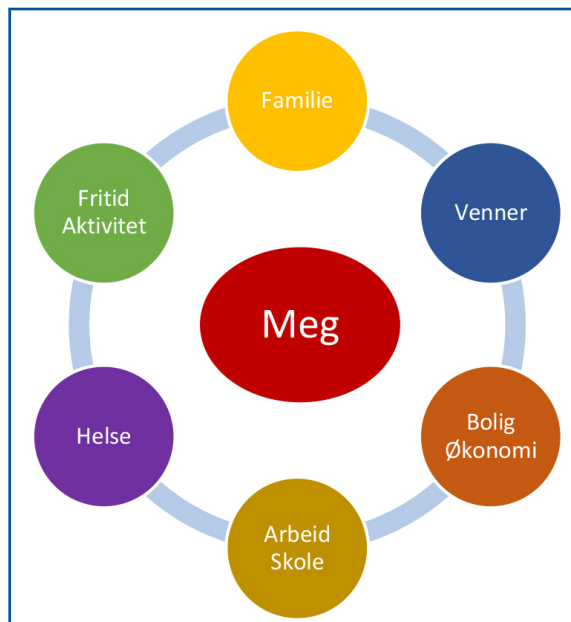 Familie
Venner
Bolig
Økonomi
Arbeid
Skole
Helse
Fritid
Aktivitet
Meg